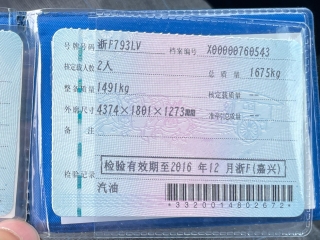 号牌号码 浙F793LV 档案编号 X00000760543
核定载人数 2人 总质量 1675kg
整备质量 1491kg 核定载质量
外廓尺寸 4374×1801×1273 准牵引总质量
备注
检验有效期至2016 年12 月浙F(嘉兴)
检验记录
汽油
*3320014802672*